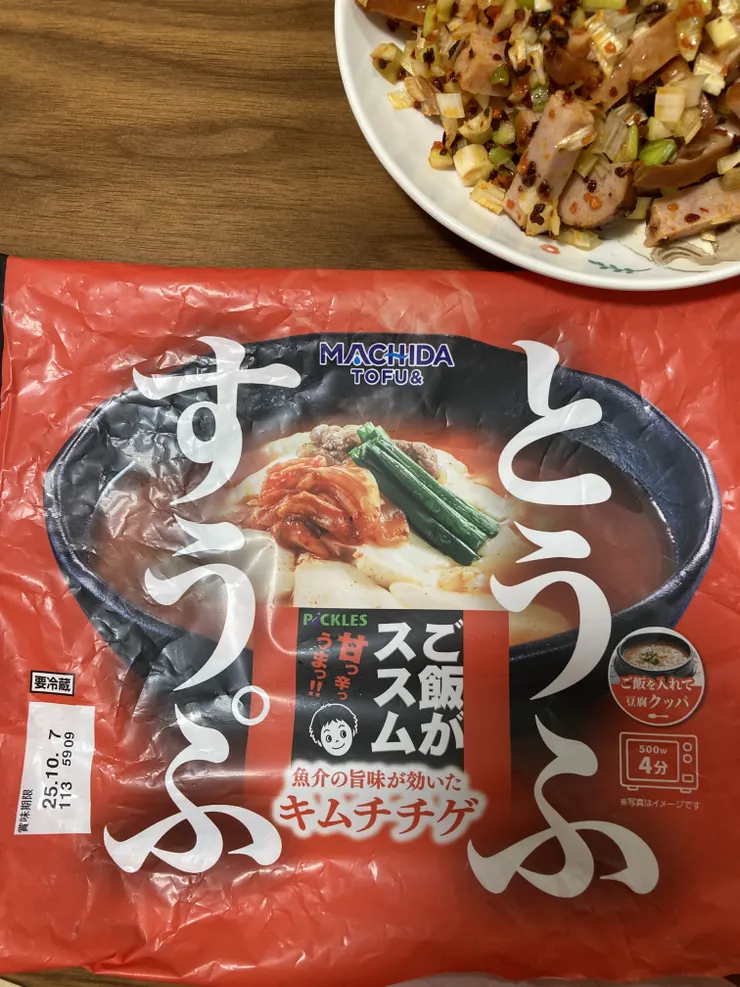 MACHIDA
TOFU&
とうふ
すうぷ
PICKLES
ご飯が
ススム
甘っ辛っ
うまっ!!
魚介の旨味が効いた
キムチチゲ
ご飯を入れて
豆腐クッパ
500w
4分
※写真はイメージです
要冷蔵
賞味期限
25.10.7
113 5909